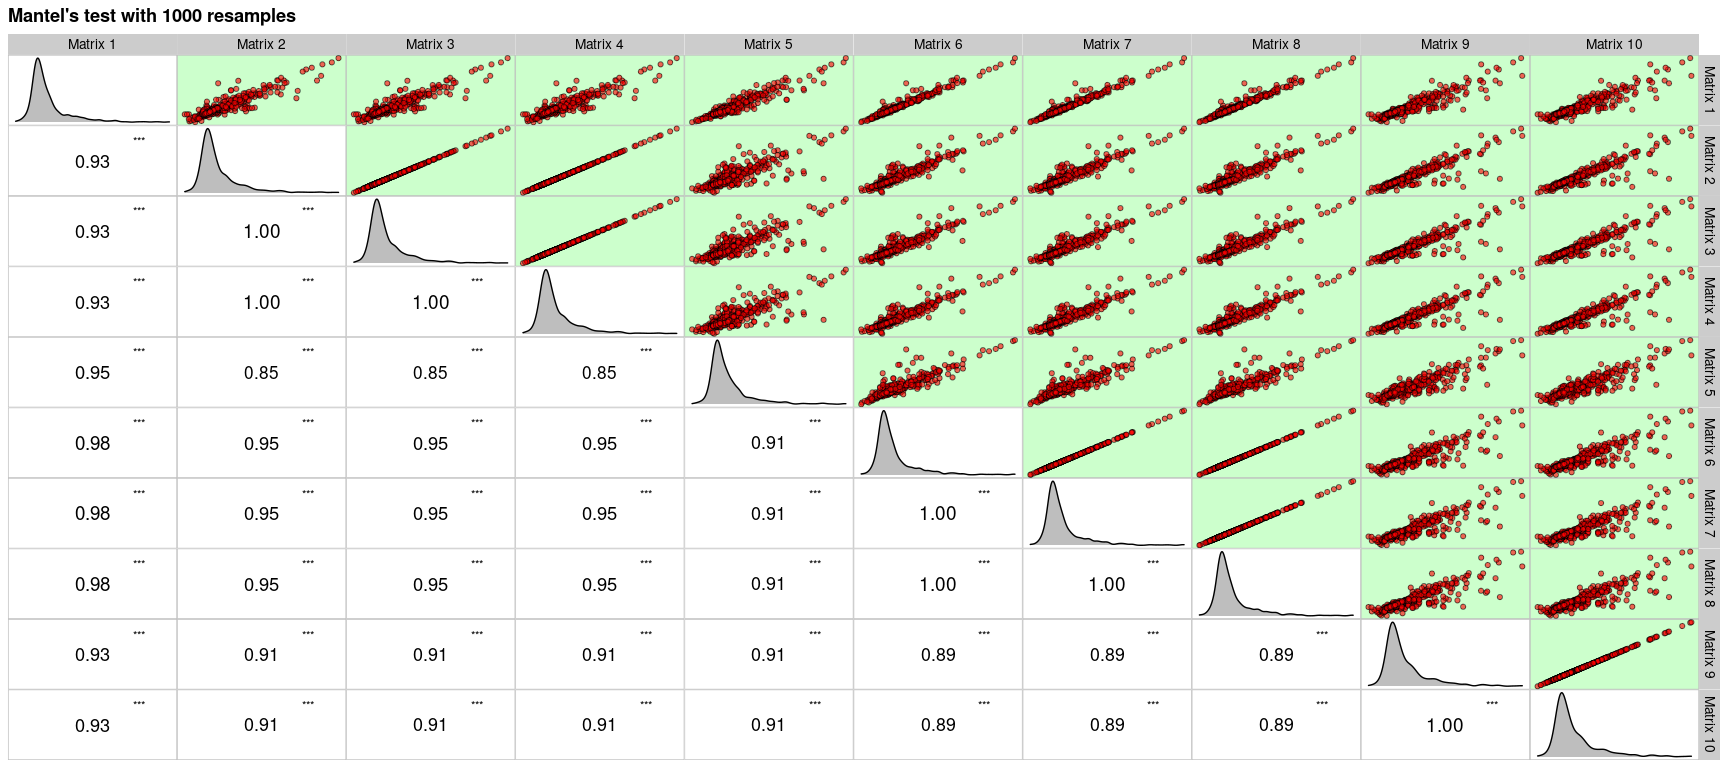 Mantel's test with 1000 resamples
Matrix 1 Matrix 2 Matrix 3 Matrix 4 Matrix 5 Matrix 6 Matrix 7 Matrix 8 Matrix 9 Matrix 10
Matrix 1
***
0.93
Matrix 2
*** ***
0.93 1.00
Matrix 3
*** *** ***
0.93 1.00 1.00
Matrix 4
*** *** *** ***
0.95 0.85 0.85 0.85
Matrix 5
*** *** *** *** ***
0.98 0.95 0.95 0.95 0.91
Matrix 6
*** *** *** *** *** ***
0.98 0.95 0.95 0.95 0.91 1.00
Matrix 7
*** *** *** *** *** *** ***
0.98 0.95 0.95 0.95 0.91 1.00 1.00
Matrix 8
*** *** *** *** *** *** *** ***
0.93 0.91 0.91 0.91 0.91 0.89 0.89 0.89
Matrix 9
*** *** *** *** *** *** *** *** ***
0.93 0.91 0.91 0.91 0.91 0.89 0.89 0.89 1.00
Matrix 10